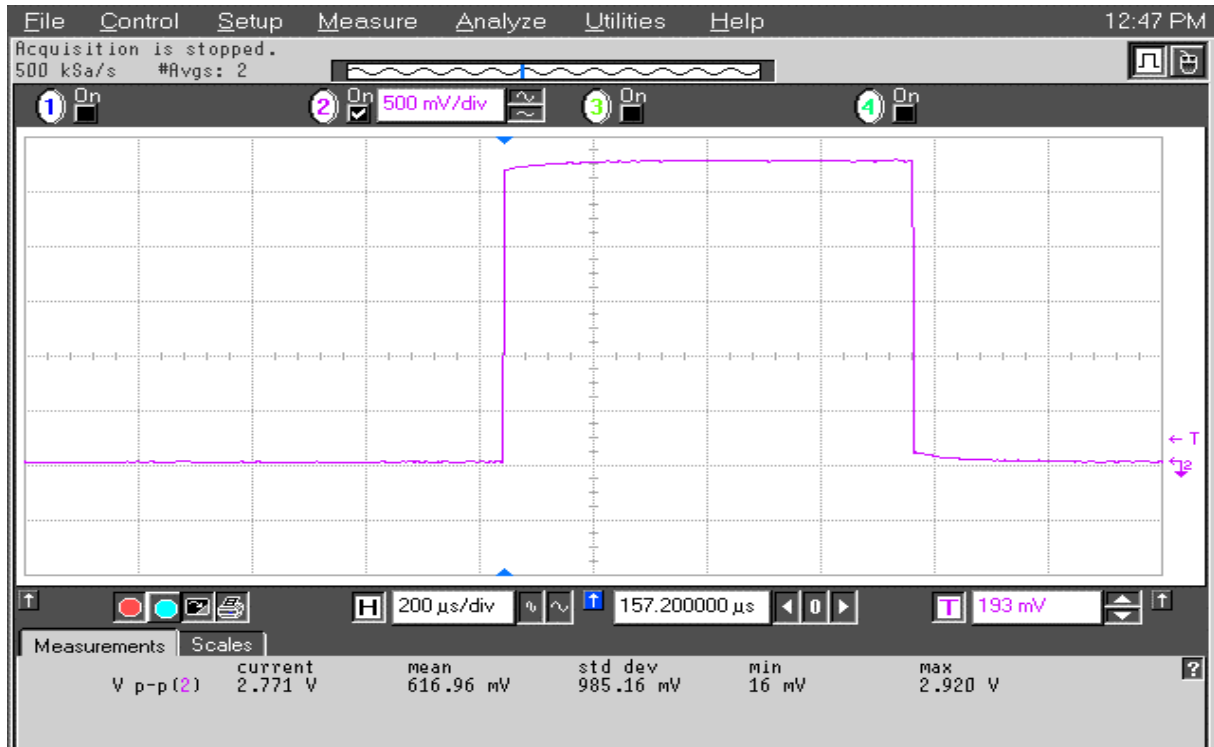 File Control Setup Measure Analyze Utilities Help 12:47 PM
Acquisition is stopped.
500 kSa/s #Avgs: 2
1 On 2 On 500 mV/div 3 On 4 On
T
2
H 200 µs/div 157.200000 µs 0 T 193 mV
Measurements Scales
current mean std dev min max ?
V p-p(2) 2.771 V 616.96 mV 985.16 mV 16 mV 2.920 V